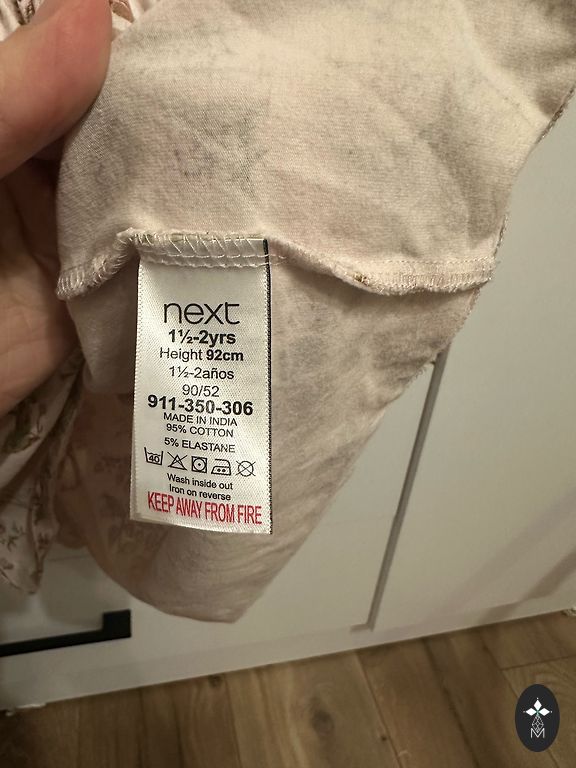 next
1½-2yrs
Height 92cm
1½-2años
90/52
911-350-306
MADE IN INDIA
95% COTTON
5% ELASTANE
40
Wash inside out
Iron on reverse
KEEP AWAY FROM FIRE
M